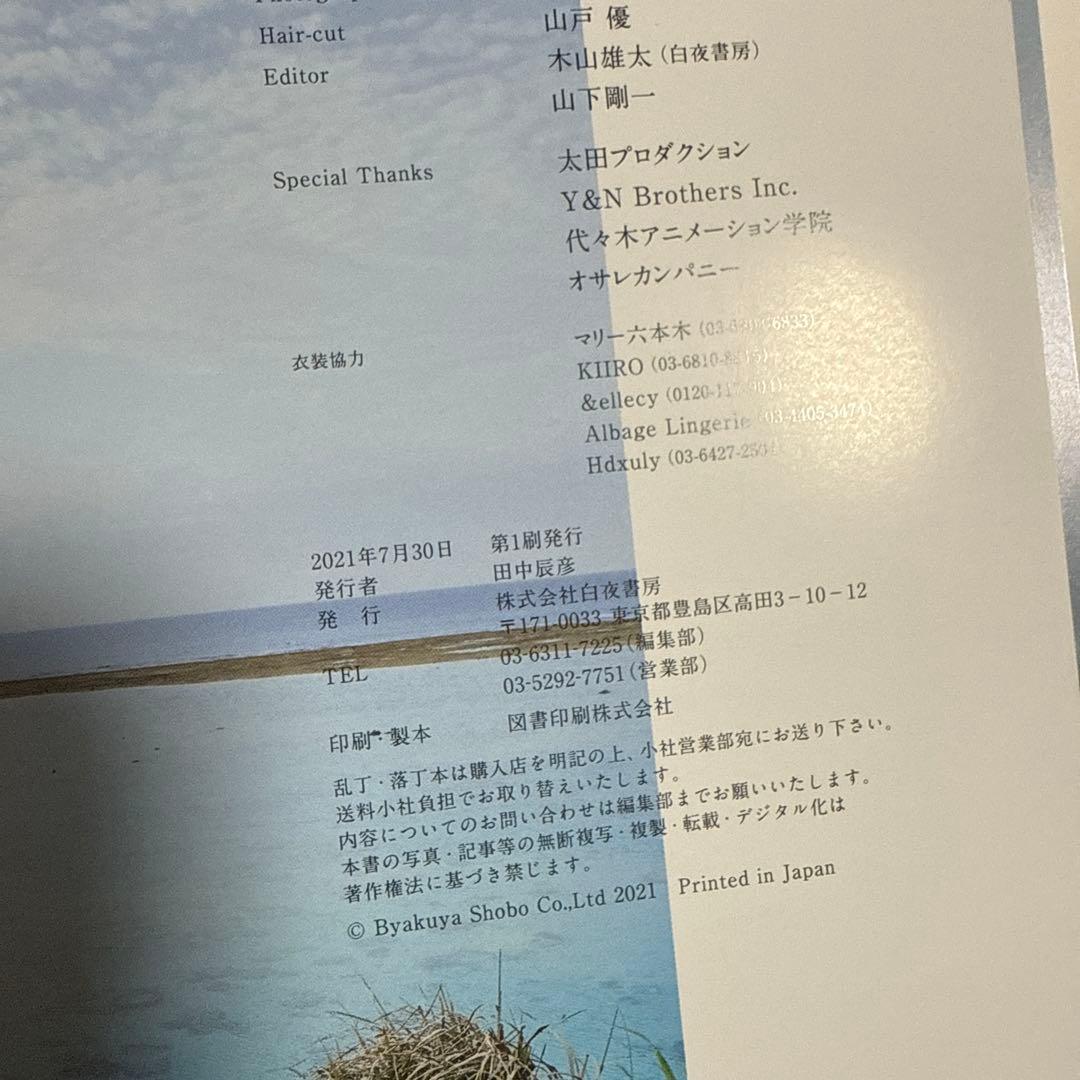 Hair-cut 山戸 優
Editor 木山雄太（白夜書房）
山下剛一
Special Thanks 太田プロダクション
Y&N Brothers Inc.
代々木アニメーション学院
オサレカンパニー
衣装協力 マリー六本木
KIIRO
&ellecy
Albage Lingerie (03-4405-3474)
Hdxuly
2021年7月30日 第1刷発行
発行者 田中辰彦
発 行 株式会社白夜書房
〒171-0033 東京都豊島区高田3-10-12
TEL 03-6311-7225（編集部）
03-5292-7751（営業部）
印刷・製本 図書印刷株式会社
乱丁・落丁本は購入店を明記の上、小社営業部宛にお送り下さい。
送料小社負担でお取り替えいたします。
内容についてのお問い合わせは編集部までお願いいたします。
本書の写真・記事等の無断複写・複製・転載・デジタル化は
著作権法に基づき禁じます。
© Byakuya Shobo Co.,Ltd 2021 Printed in Japan